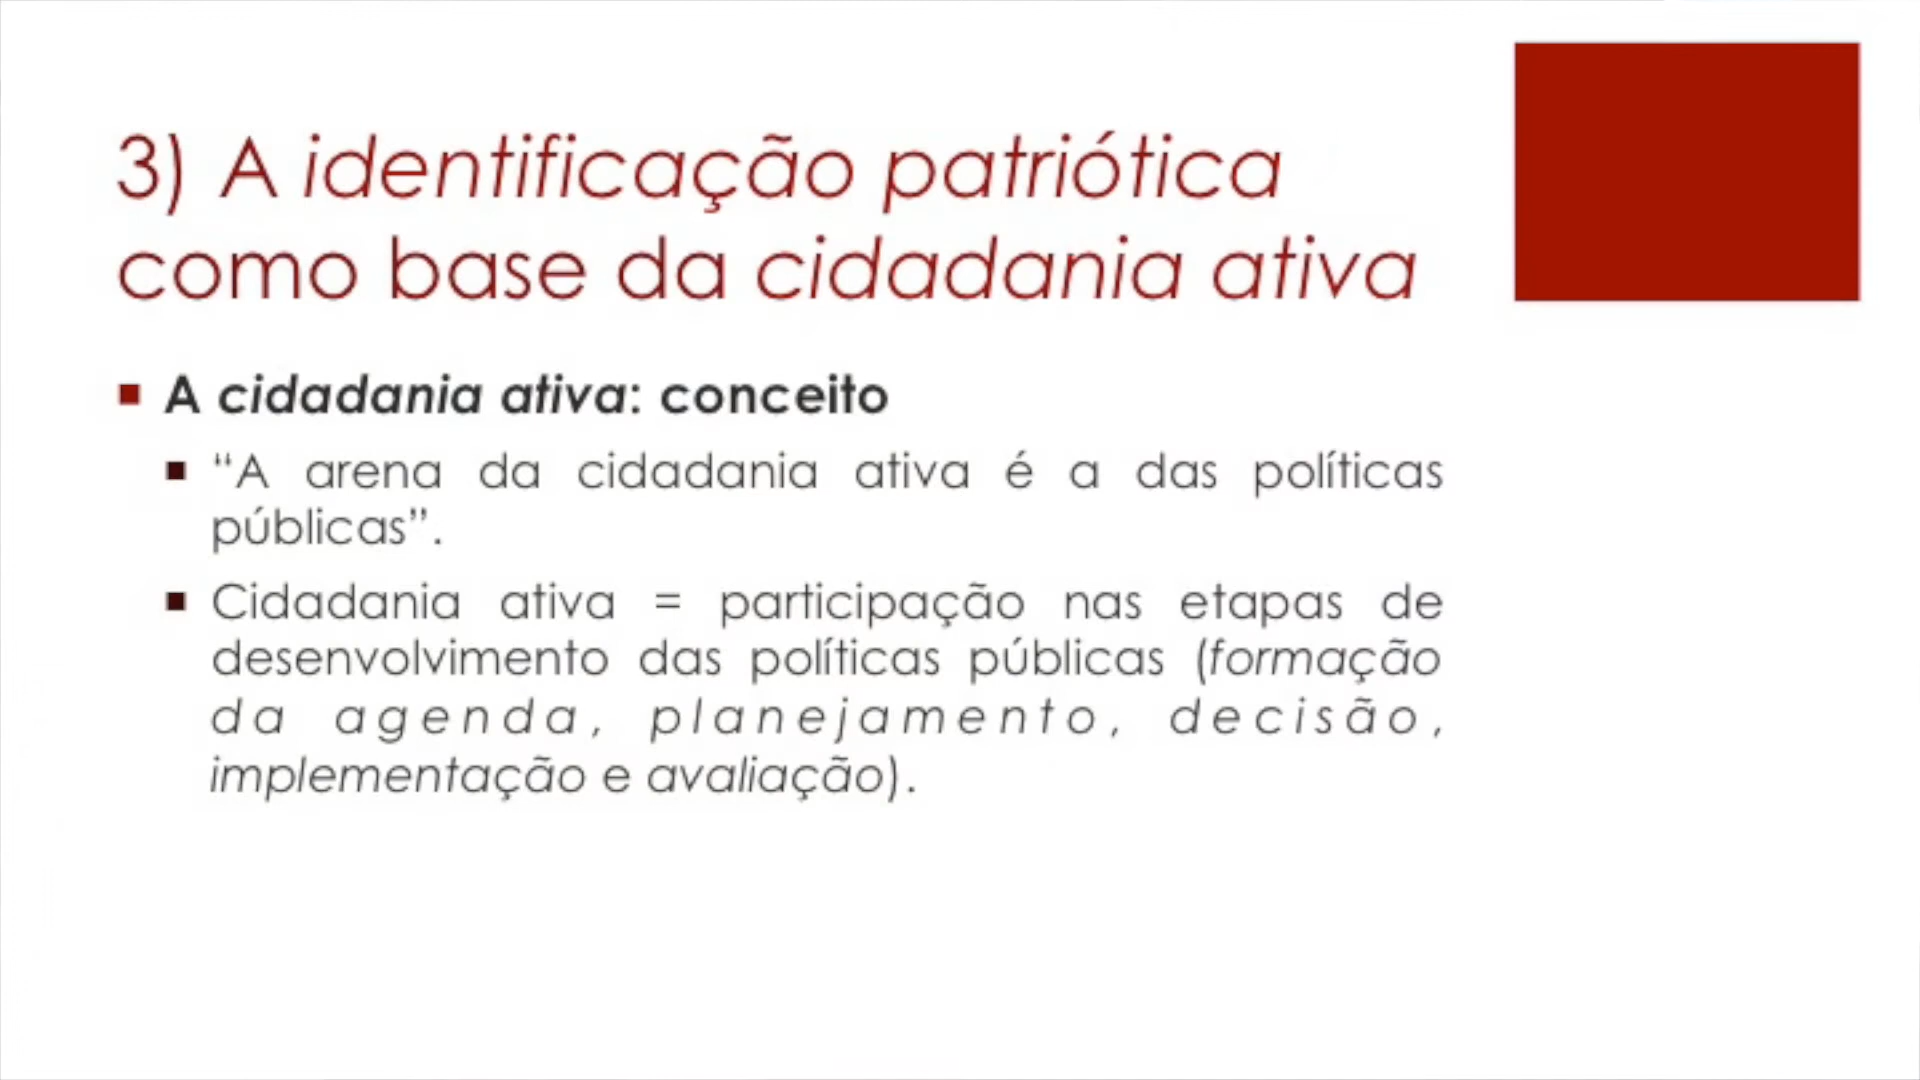 3) A identificação patriótica
como base da cidadania ativa
A cidadania ativa: conceito
“A arena da cidadania ativa é a das políticas
públicas”.
Cidadania ativa = participação nas etapas de
desenvolvimento das políticas públicas (formação
da agenda, planejamento, decisão,
implementação e avaliação).